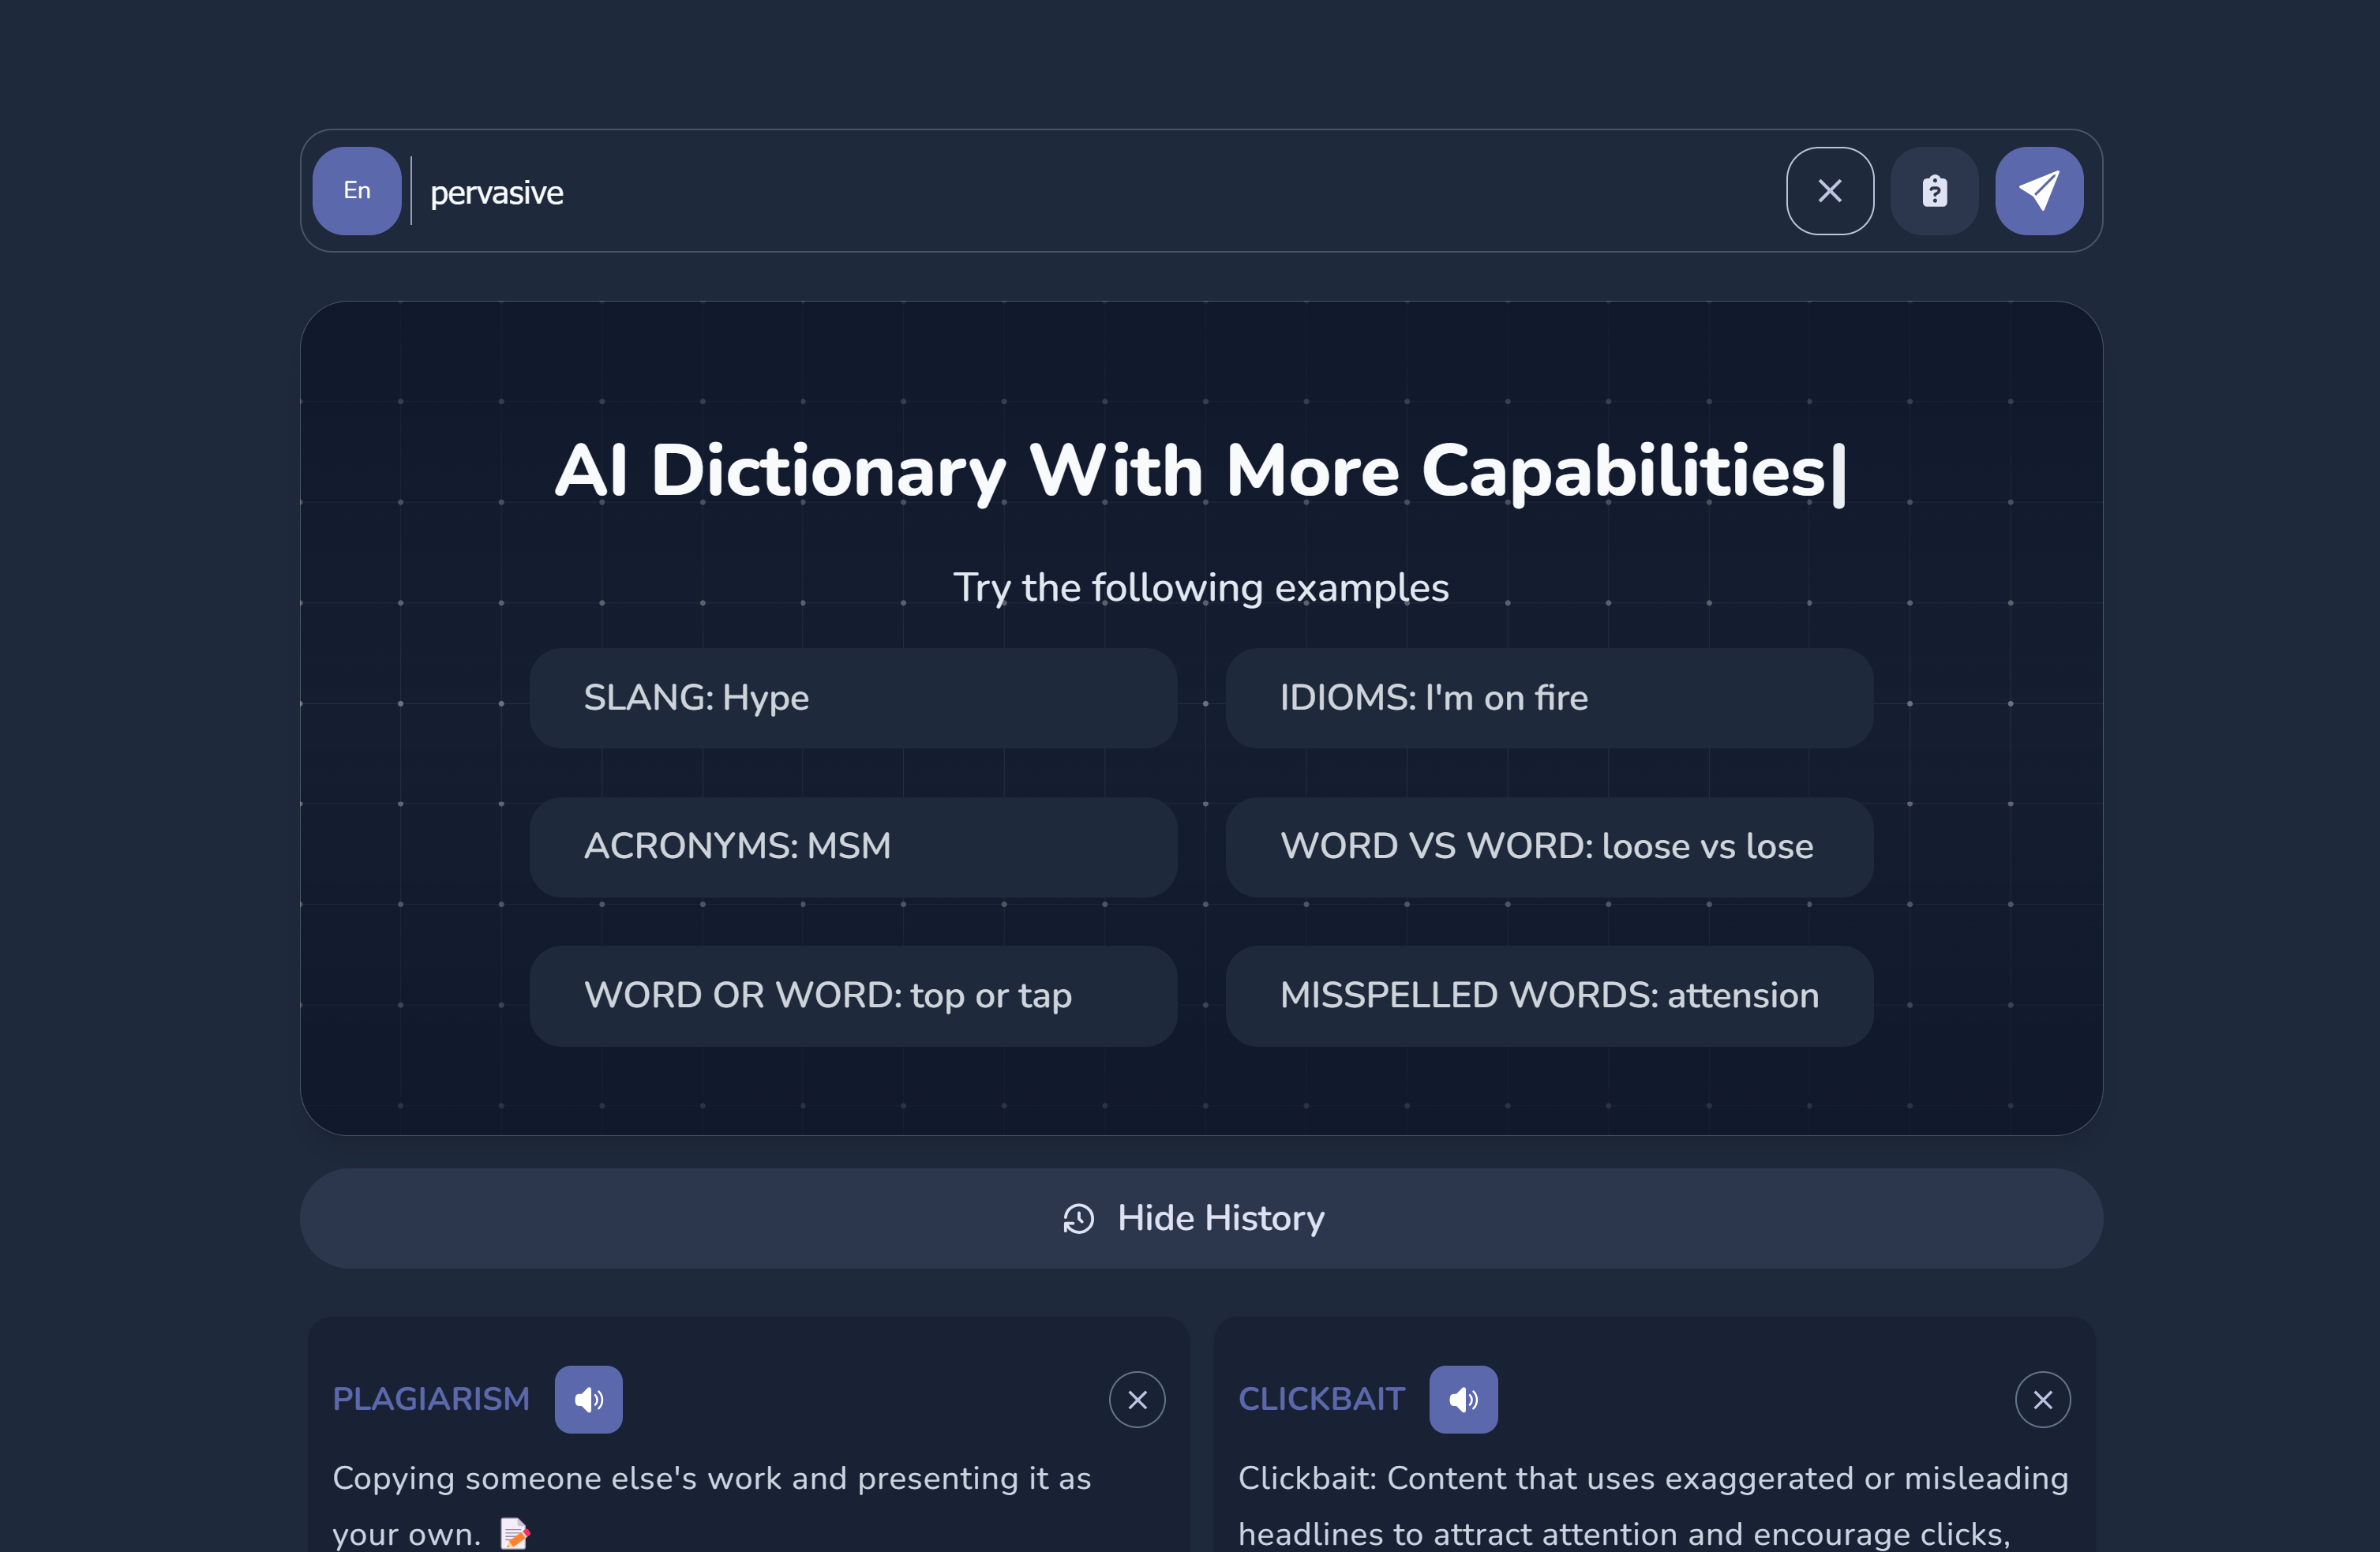 En
pervasive
AI Dictionary With More Capabilities|
Try the following examples
SLANG: Hype
IDIOMS: I'm on fire
ACRONYMS: MSM
WORD VS WORD: loose vs lose
WORD OR WORD: top or tap
MISSPELLED WORDS: attension
Hide History
PLAGIARISM
Copying someone else's work and presenting it as
your own. 📝
CLICKBAIT
Clickbait: Content that uses exaggerated or misleading
headlines to attract attention and encourage clicks,